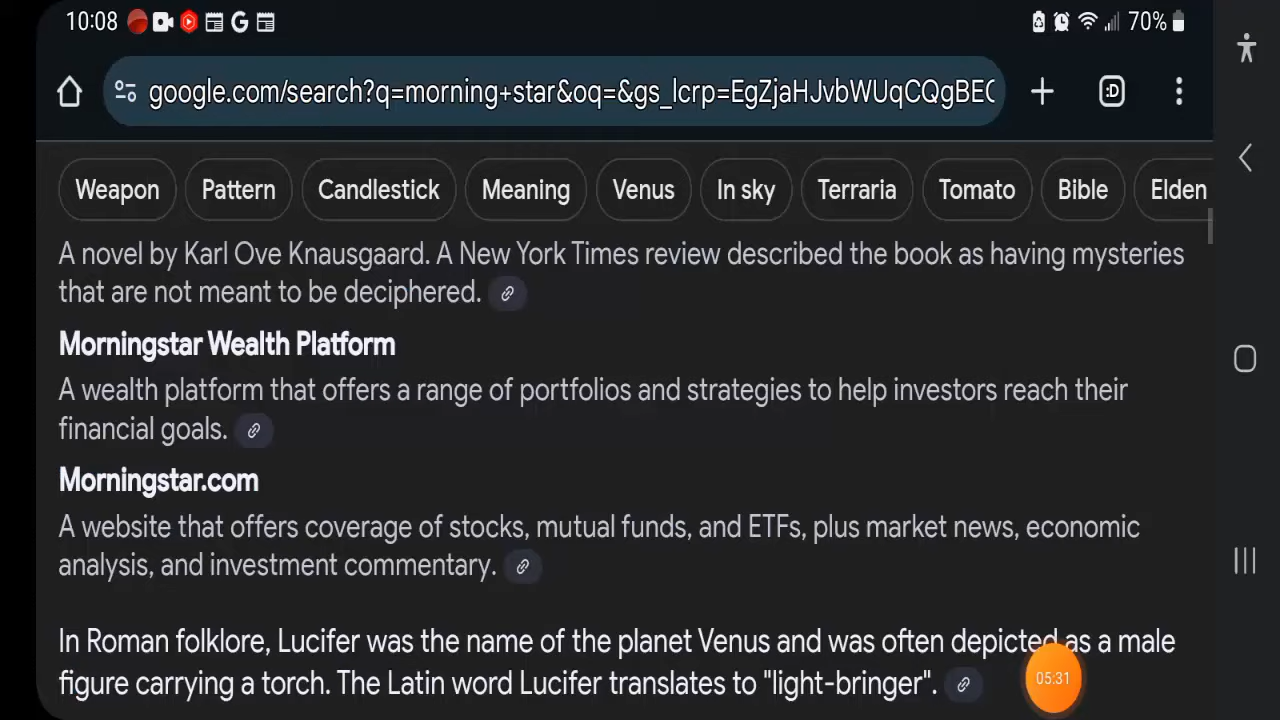 10:08
70%
google.com/search?q=morning+star&oq=&gs_lcrp=EgZjaHJvbWUqCQgBE
:D
Weapon Pattern Candlestick Meaning Venus In sky Terraria Tomato Bible Elden
A novel by Karl Ove Knausgaard. A New York Times review described the book as having mysteries
that are not meant to be deciphered.
Morningstar Wealth Platform
A wealth platform that offers a range of portfolios and strategies to help investors reach their
financial goals.
Morningstar.com
A website that offers coverage of stocks, mutual funds, and ETFs, plus market news, economic
analysis, and investment commentary.
In Roman folklore, Lucifer was the name of the planet Venus and was often depicted as a male
figure carrying a torch. The Latin word Lucifer translates to "light-bringer".
05:31